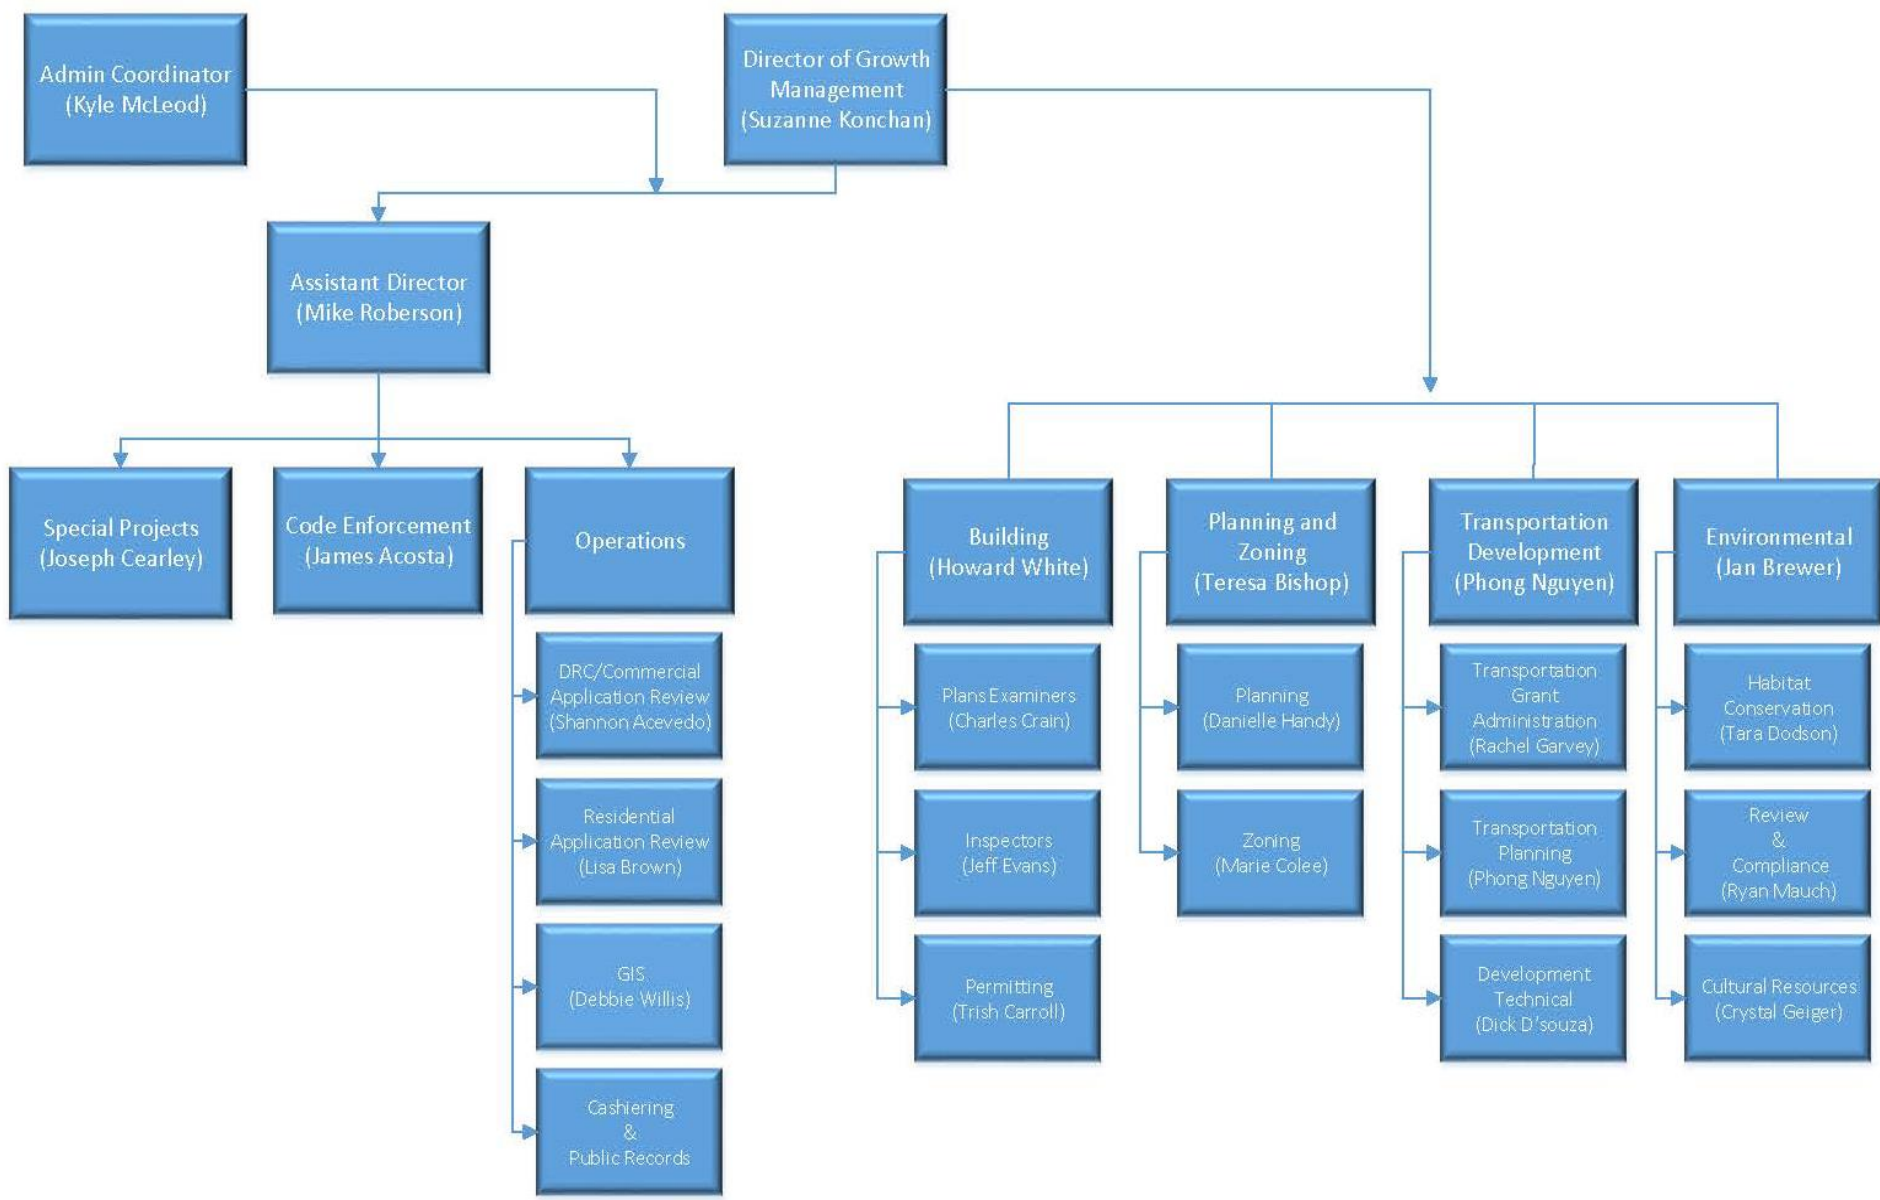 Admin Coordinator
(Kyle McLeod)
Director of Growth
Management
(Suzanne Konchan)
Assistant Director
(Mike Roberson)
Special Projects
(Joseph Cearley)
Code Enforcement
(James Acosta)
Operations
DRC/Commercial
Application Review
(Shannon Acevedo)
Residential
Application Review
(Lisa Brown)
GIS
(Debbie Willis)
Cashiering
&
Public Records
Building
(Howard White)
Plans Examiners
(Charles Crain)
Inspectors
(Jeff Evans)
Permitting
(Trish Carroll)
Planning and
Zoning
(Teresa Bishop)
Planning
(Danielle Handy)
Zoning
(Marie Colee)
Transportation
Development
(Phong Nguyen)
Transportation
Grant
Administration
(Rachel Garvey)
Transportation
Planning
(Phong Nguyen)
Development
Technical
(Dick D'souza)
Environmental
(Jan Brewer)
Habitat
Conservation
(Tara Dodson)
Review
&
Compliance
(Ryan Mauch)
Cultural Resources
(Crystal Geiger)